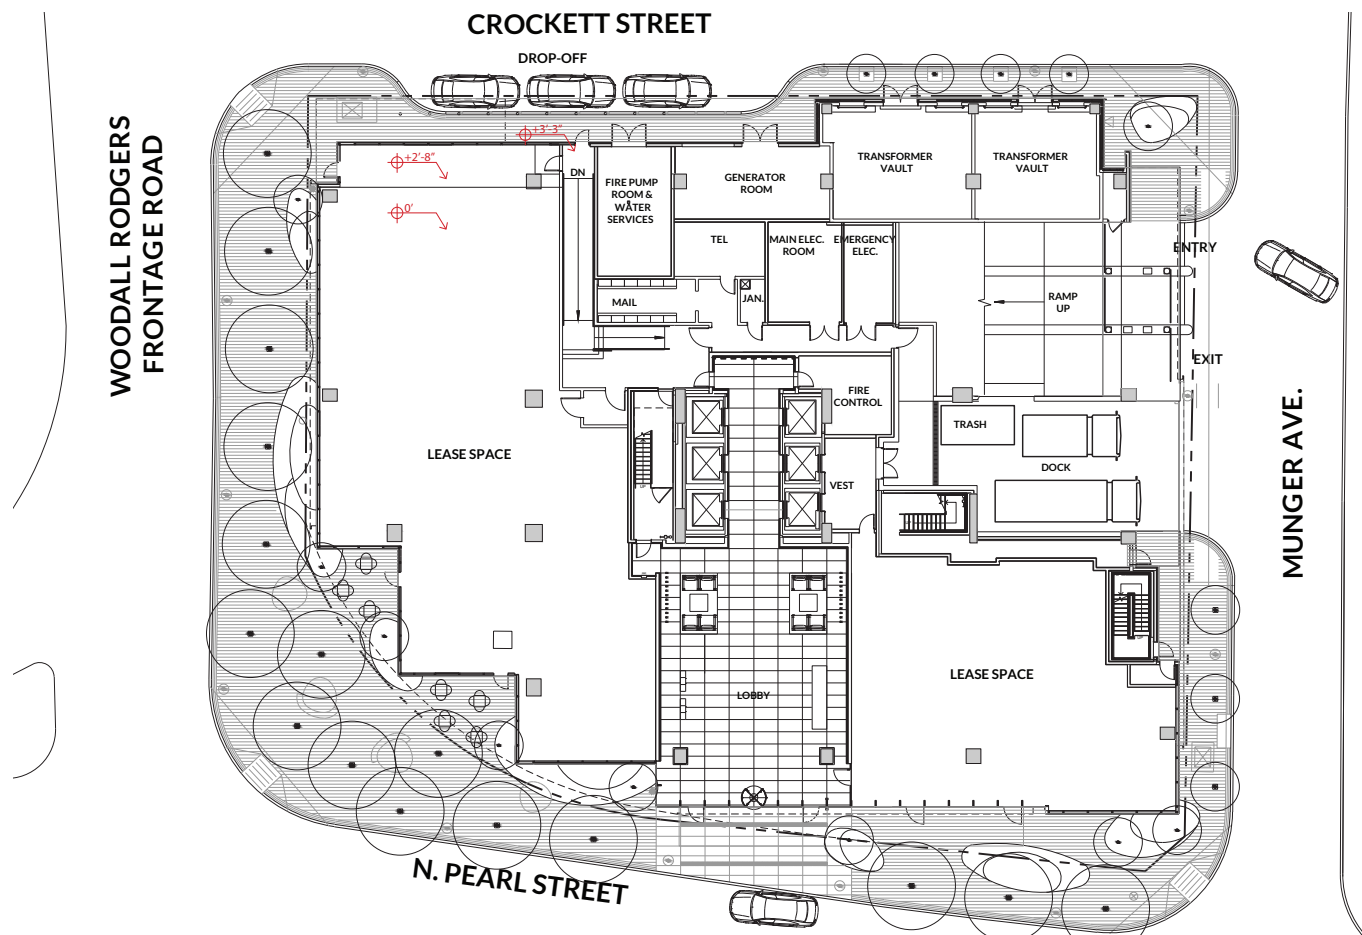 CROCKETT STREET
DROP-OFF
WOODALL RODGERS
FRONTAGE ROAD
+3'-3"
+2'-8"
0'
DN
FIRE PUMP
ROOM &
WATER
SERVICES
GENERATOR
ROOM
TRANSFORMER
VAULT
TRANSFORMER
VAULT
TEL
MAIN ELEC.
ROOM
EMERGENCY
ELEC.
ENTRY
MAIL
JAN.
RAMP
UP
EXIT
FIRE
CONTROL
TRASH
LEASE SPACE
DOCK
VEST
UP
MUNGER AVE.
LEASE SPACE
LOBBY
N. PEARL STREET